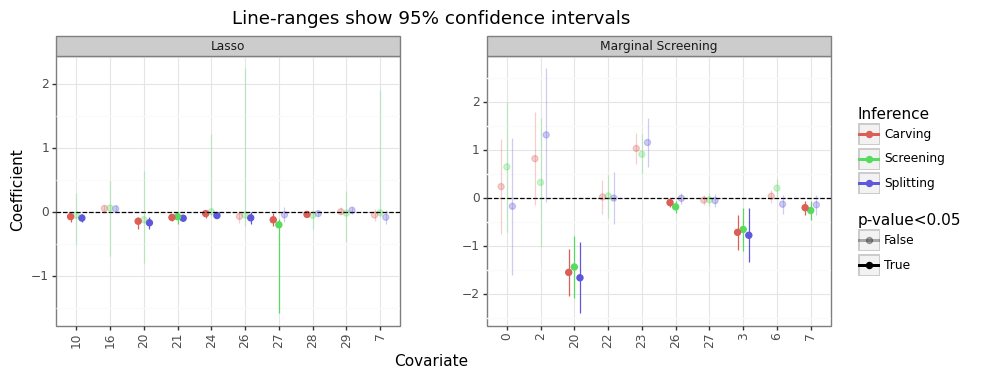 Line-ranges show 95% confidence intervals
Lasso
Marginal Screening
Coefficient
2
1
0
−1
2
1
0
−1
−2
10
16
20
21
24
26
27
28
29
7
0
2
20
22
23
26
27
3
6
7
Covariate
Inference
Carving
Screening
Splitting
p-value<0.05
False
True